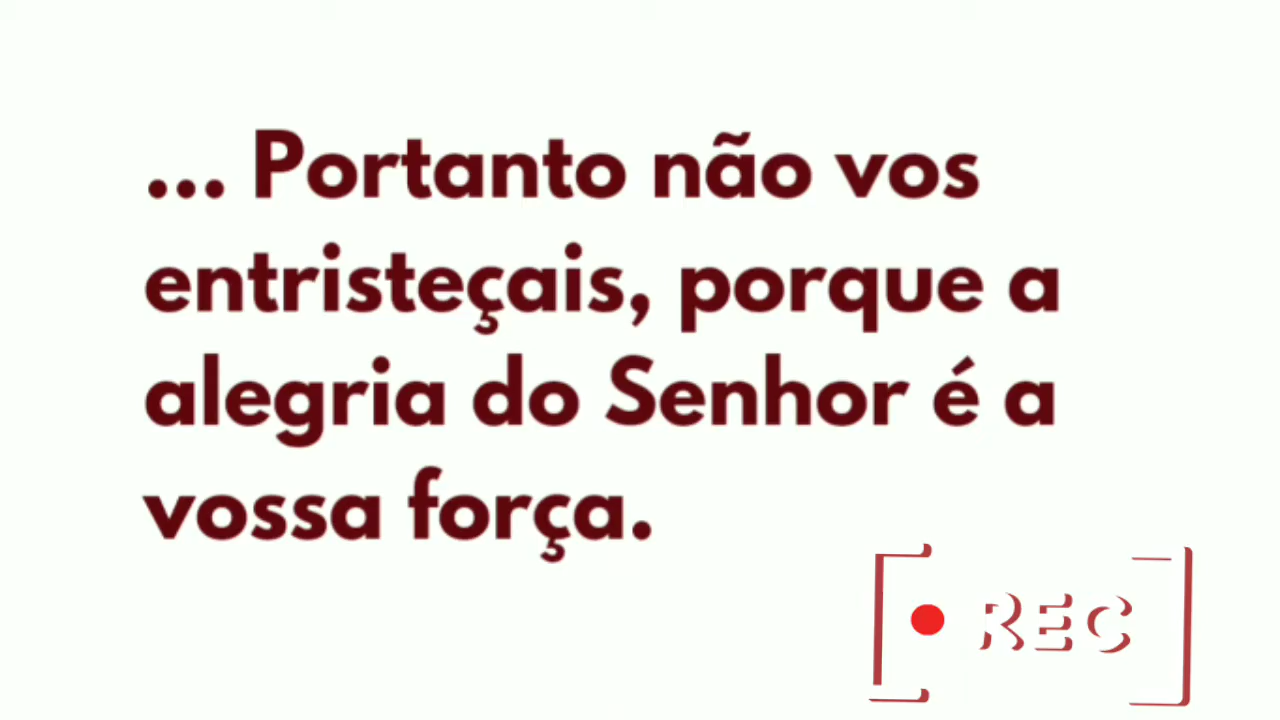 ... Portanto não vos
entristeçais, porque a
alegria do Senhor é a
vossa força.
REC